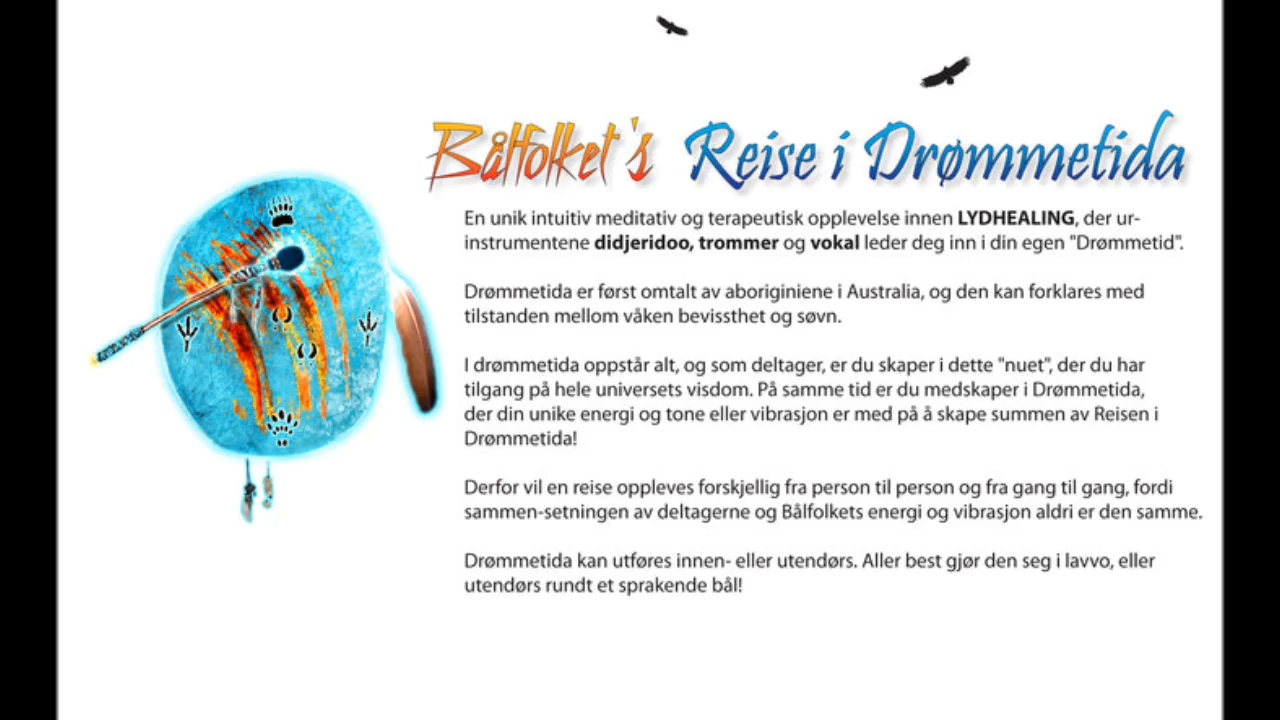 Bålfolket's Reise i Drømmetida
En unik intuitiv meditativ og terapeutisk opplevelse innen LYDHEALING, der ur-
instrumentene didjeridoo, trommer og vokal leder deg inn i din egen "Drømmetid".
Drømmetida er først omtalt av aboriginiene i Australia, og den kan forklares med
tilstanden mellom våken bevissthet og søvn.
I drømmetida oppstår alt, og som deltager, er du skaper i dette "nuet", der du har
tilgang på hele universets visdom. På samme tid er du medskaper i Drømmetida,
der din unike energi og tone eller vibrasjon er med på å skape summen av Reisen i
Drømmetida!
Derfor vil en reise oppleves forskjellig fra person til person og fra gang til gang, fordi
sammen-setningen av deltagerne og Bålfolkets energi og vibrasjon aldri er den samme.
Drømmetida kan utføres innen- eller utendørs. Aller best gjør den seg i lavvo, eller
utendørs rundt et sprakende bål!